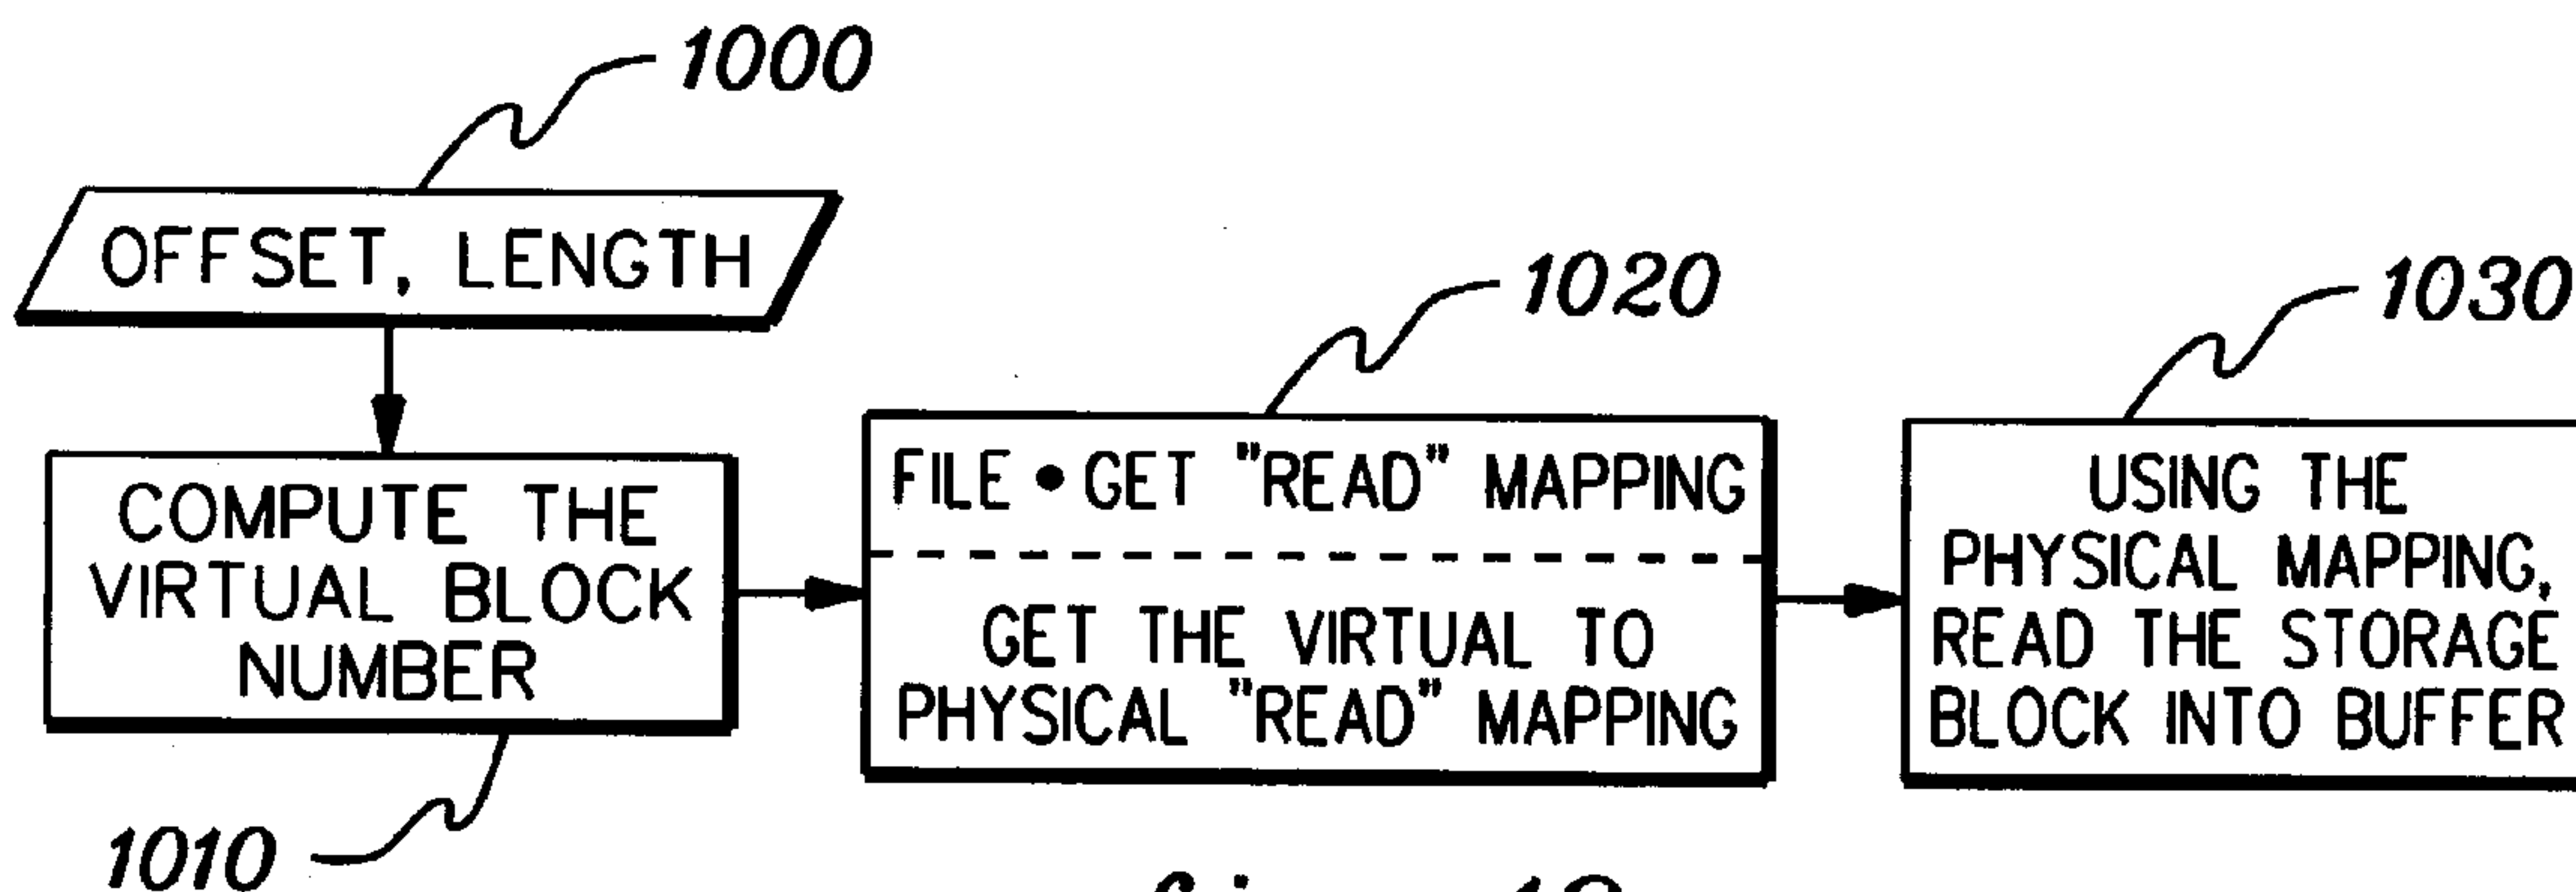 1000
OFFSET, LENGTH
1020
1030
COMPUTE THE
VIRTUAL BLOCK
NUMBER
FILE • GET "READ" MAPPING
GET THE VIRTUAL TO
PHYSICAL "READ" MAPPING
USING THE
PHYSICAL MAPPING,
READ THE STORAGE
BLOCK INTO BUFFER
1010